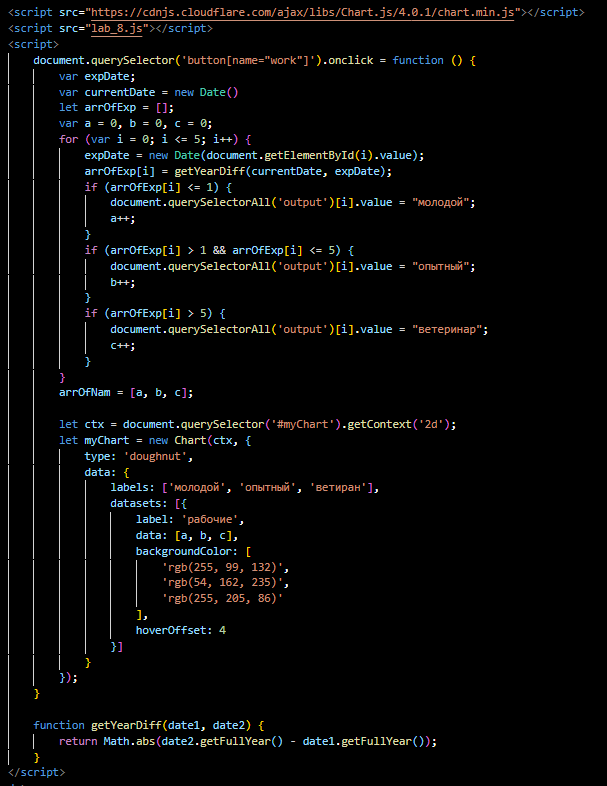 <script src="https://cdnjs.cloudflare.com/ajax/libs/Chart.js/4.0.1/chart.min.js"></script>
<script src="lab_8.js"></script>
<script>
    document.querySelector('button[name="work"]').onclick = function () {
        var expDate;
        var currentDate = new Date()
        let arrOfExp = [];
        var a = 0, b = 0, c = 0;
        for (var i = 0; i <= 5; i++) {
            expDate = new Date(document.getElementById(i).value);
            arrOfExp[i] = getYearDiff(currentDate, expDate);
            if (arrOfExp[i] <= 1) {
                document.querySelectorAll('output')[i].value = "молодой";
                a++;
            }
            if (arrOfExp[i] > 1 && arrOfExp[i] <= 5) {
                document.querySelectorAll('output')[i].value = "опытный";
                b++;
            }
            if (arrOfExp[i] > 5) {
                document.querySelectorAll('output')[i].value = "ветеринар";
                c++;
            }
        }
        arrOfNam = [a, b, c];

        let ctx = document.querySelector('#myChart').getContext('2d');
        let myChart = new Chart(ctx, {
            type: 'doughnut',
            data: {
                labels: ['молодой', 'опытный', 'ветиран'],
                datasets: [{
                    label: 'рабочие',
                    data: [a, b, c],
                    backgroundColor: [
                        'rgb(255, 99, 132)',
                        'rgb(54, 162, 235)',
                        'rgb(255, 205, 86)'
                    ],
                    hoverOffset: 4
                }]
            }
        });
    }

    function getYearDiff(date1, date2) {
        return Math.abs(date2.getFullYear() - date1.getFullYear());
    }
</script>